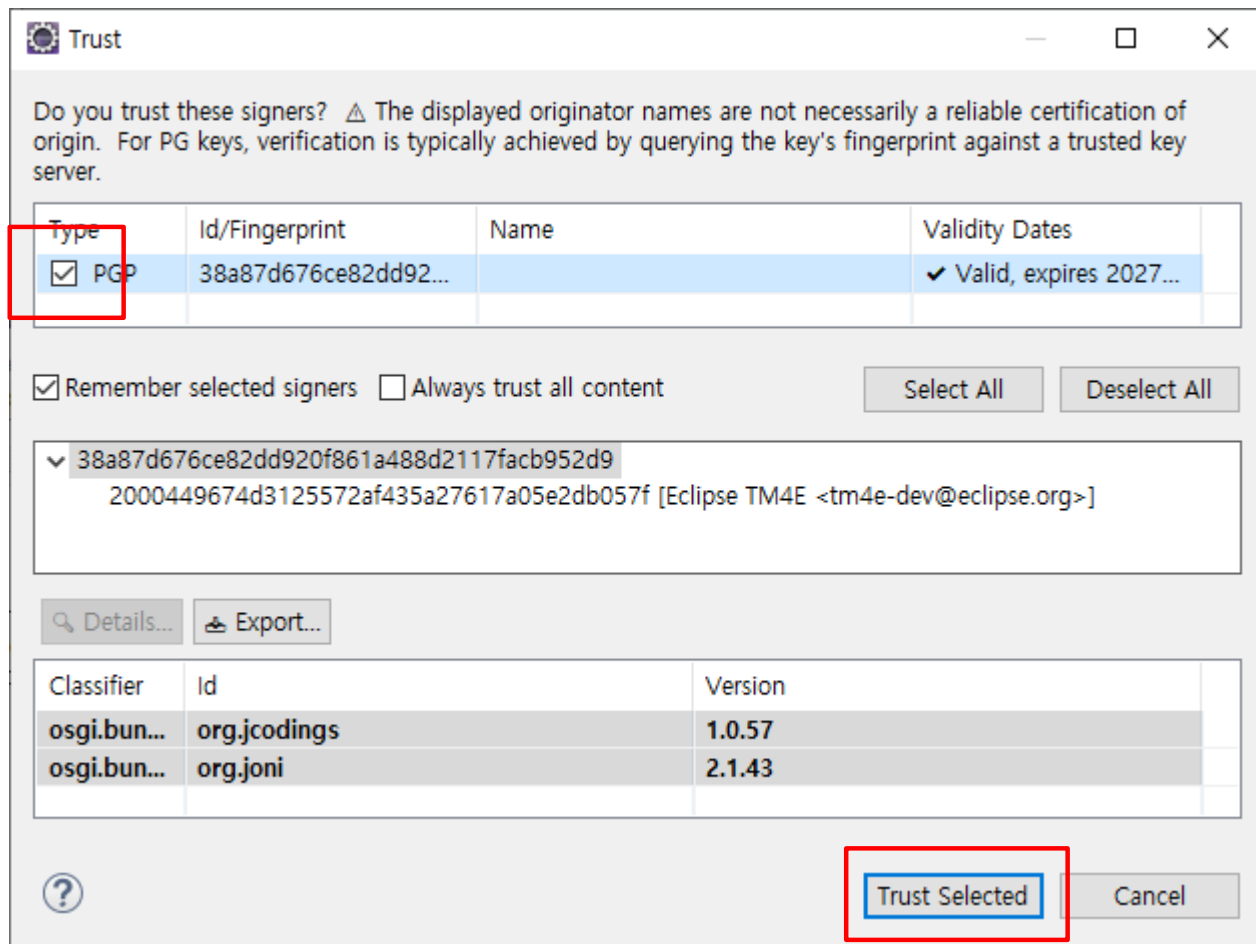 Trust
Do you trust these signers? ⚠ The displayed originator names are not necessarily a reliable certification of
origin. For PG keys, verification is typically achieved by querying the key's fingerprint against a trusted key
server.
Type Id/Fingerprint Name Validity Dates
PGP 38a87d676ce82dd92... ✔ Valid, expires 2027...
Remember selected signers Always trust all content Select All Deselect All
38a87d676ce82dd920f861a488d2117facb952d9
2000449674d3125572af435a27617a05e2db057f [Eclipse TM4E <tm4e-dev@eclipse.org>]
Details... Export...
Classifier Id Version
osgi.bun... org.jcodings 1.0.57
osgi.bun... org.joni 2.1.43
? Trust Selected Cancel